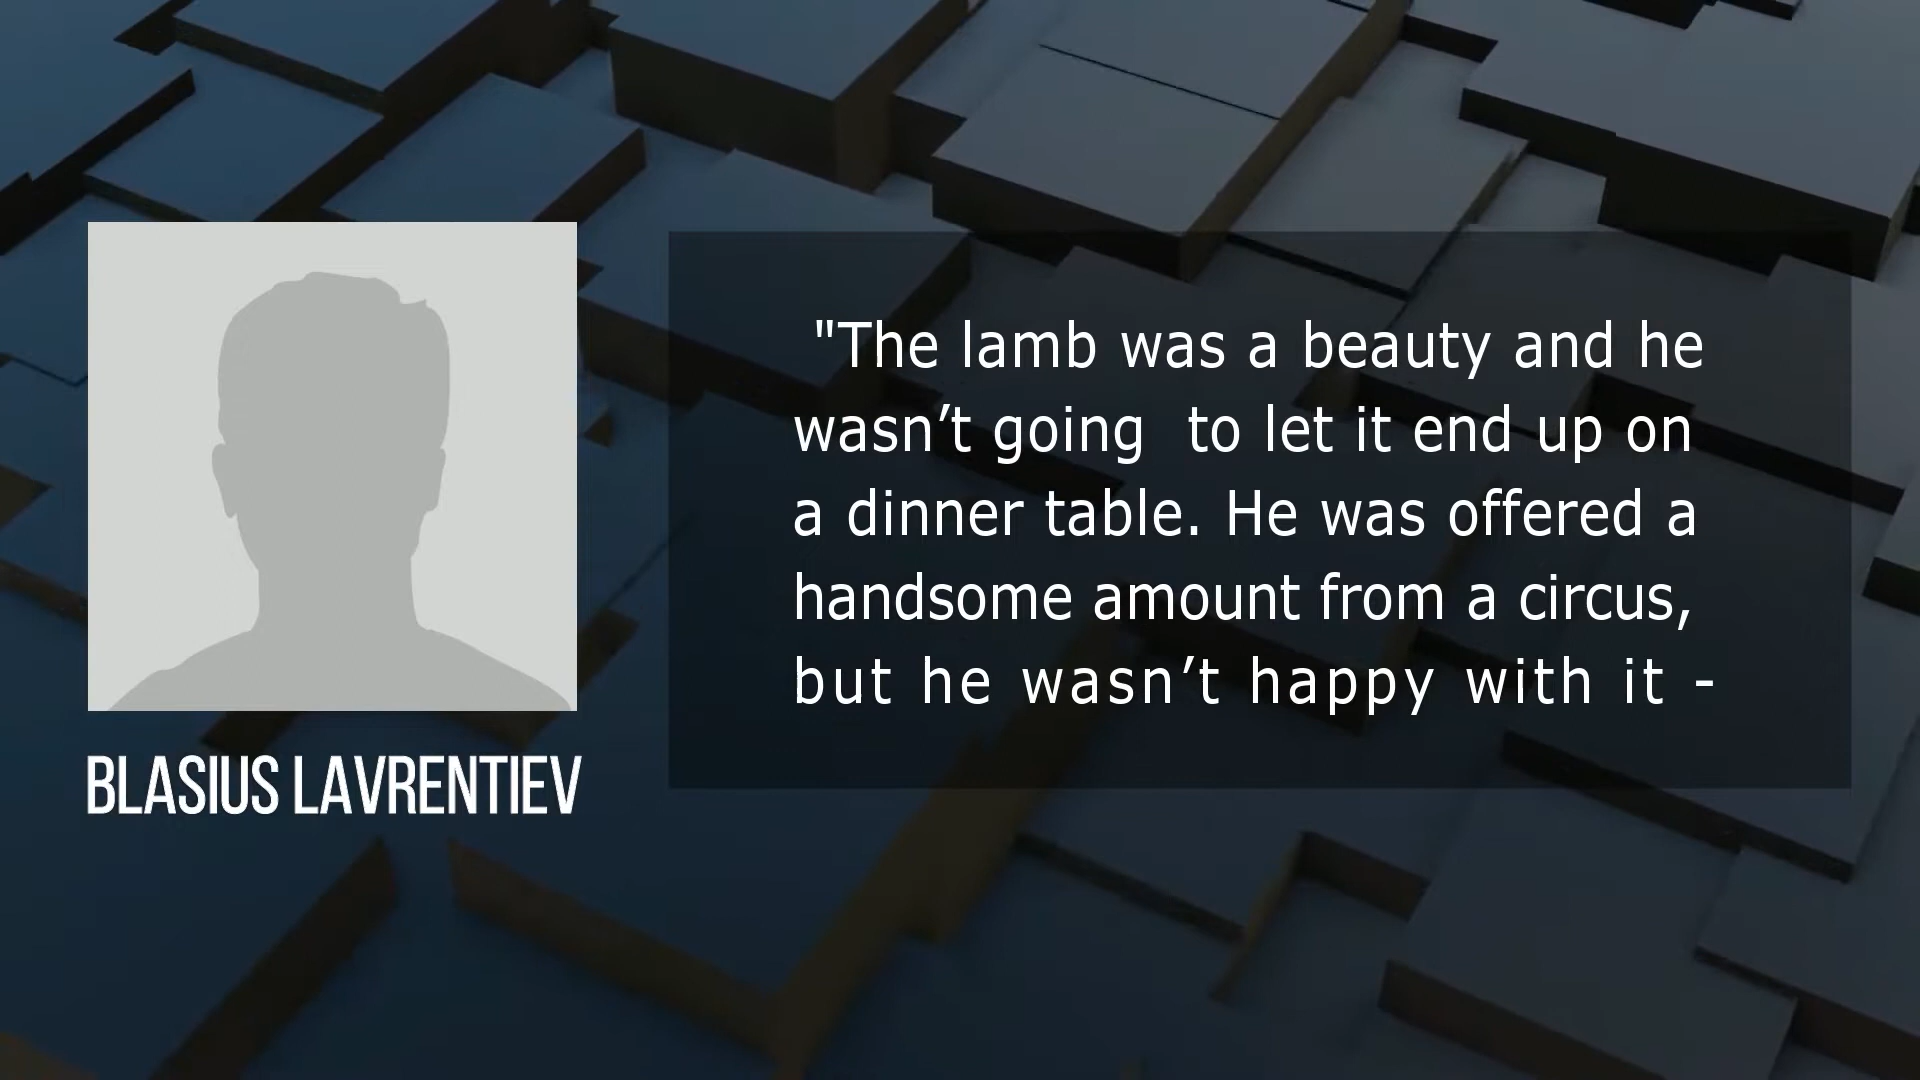 "The lamb was a beauty and he
wasn’t going  to let it end up on
a dinner table. He was offered a
handsome amount from a circus,
but he wasn’t happy with it -
BLASIUS LAVRENTIEV